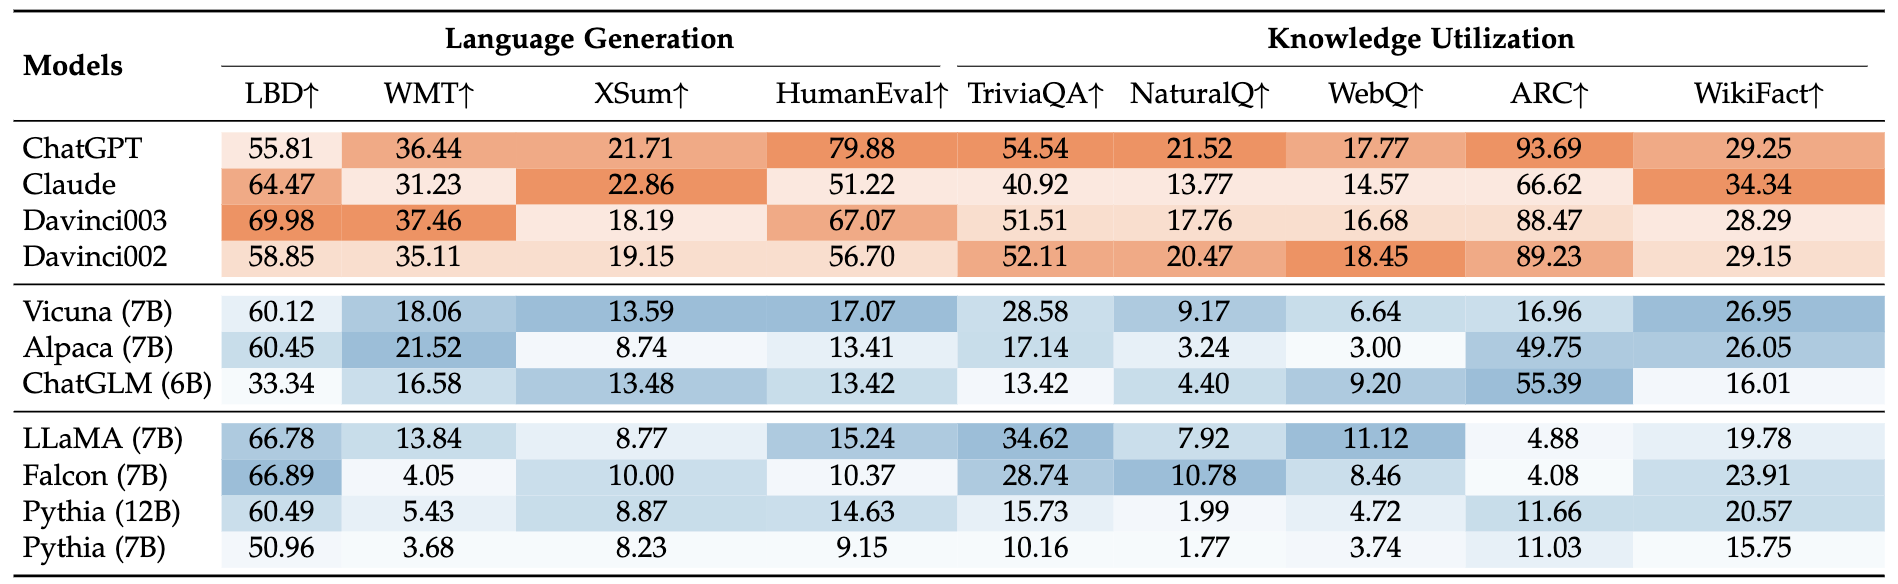 Models Language Generation Knowledge Utilization
LBD↑ WMT↑ XSum↑ HumanEval↑ TriviaQA↑ NaturalQ↑ WebQ↑ ARC↑ WikiFact↑
ChatGPT 55.81 36.44 21.71 79.88 54.54 21.52 17.77 93.69 29.25
Claude 64.47 31.23 22.86 51.22 40.92 13.77 14.57 66.62 34.34
Davinci003 69.98 37.46 18.19 67.07 51.51 17.76 16.68 88.47 28.29
Davinci002 58.85 35.11 19.15 56.70 52.11 20.47 18.45 89.23 29.15
Vicuna (7B) 60.12 18.06 13.59 17.07 28.58 9.17 6.64 16.96 26.95
Alpaca (7B) 60.45 21.52 8.74 13.41 17.14 3.24 3.00 49.75 26.05
ChatGLM (6B) 33.34 16.58 13.48 13.42 13.42 4.40 9.20 55.39 16.01
LLaMA (7B) 66.78 13.84 8.77 15.24 34.62 7.92 11.12 4.88 19.78
Falcon (7B) 66.89 4.05 10.00 10.37 28.74 10.78 8.46 4.08 23.91
Pythia (12B) 60.49 5.43 8.87 14.63 15.73 1.99 4.72 11.66 20.57
Pythia (7B) 50.96 3.68 8.23 9.15 10.16 1.77 3.74 11.03 15.75